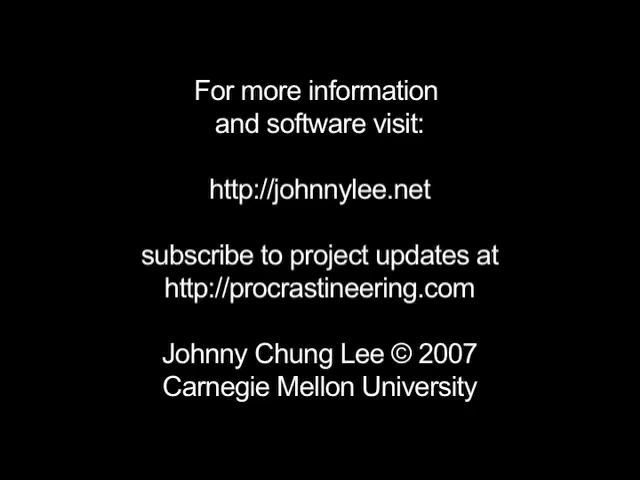 For more information
and software visit:
http://johnnylee.net
subscribe to project updates at
http://procrastineering.com
Johnny Chung Lee © 2007
Carnegie Mellon University